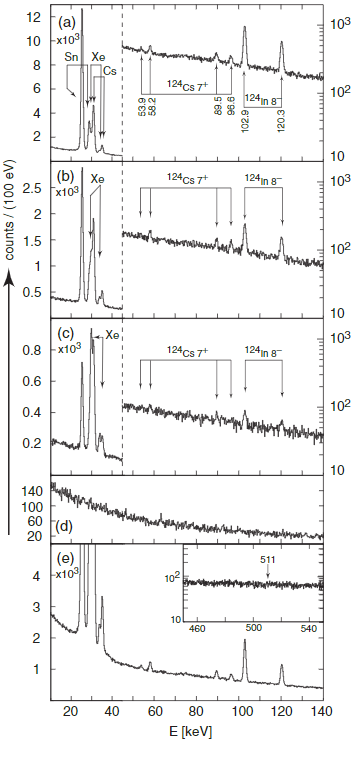 counts / (100 eV)
(a)
x10³
12
10
8
6
4
2
Sn
Xe
Cs
124Cs 7+
124In 8-
53.9
58.2
89.5
96.6
102.9
120.3
10³
10²
10
(b)
x10³
2.5
2
1.5
1
0.5
Xe
124Cs 7+
124In 8-
10³
10²
10
(c)
x10³
0.8
0.6
0.4
0.2
Xe
124Cs 7+
124In 8-
10³
10²
10
140
100
60
20
(d)
(e)
x10³
4
3
2
1
10²
10
511
460
500
540
20 40 60 80 100 120 140
E [keV]